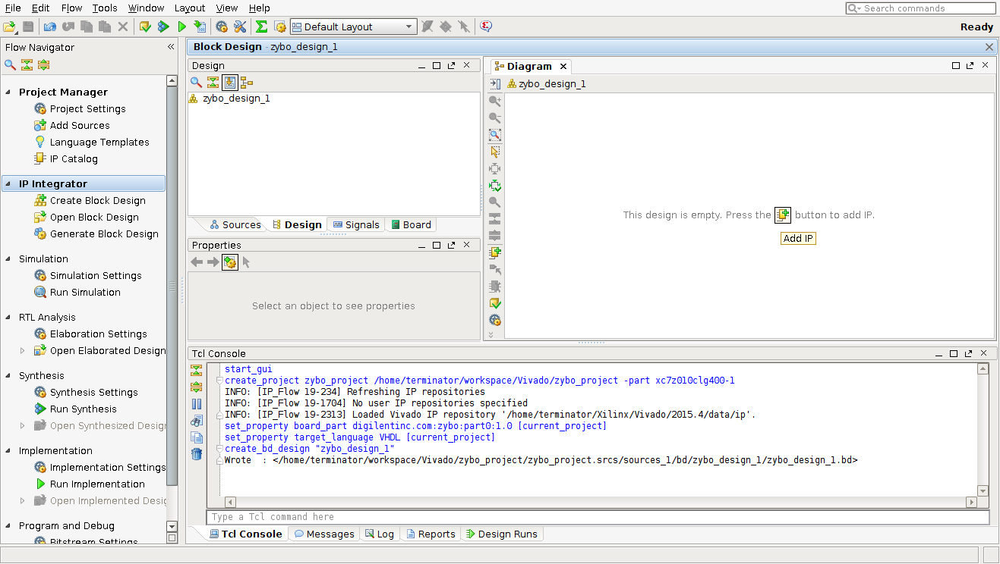 File Edit Flow Tools Window Layout View Help
Search commands
Default Layout
Ready
Flow Navigator
Project Manager
Project Settings
Add Sources
Language Templates
IP Catalog
IP Integrator
Create Block Design
Open Block Design
Generate Block Design
Simulation
Simulation Settings
Run Simulation
RTL Analysis
Elaboration Settings
Open Elaborated Design
Synthesis
Synthesis Settings
Run Synthesis
Open Synthesized Design
Implementation
Implementation Settings
Run Implementation
Open Implemented Desig
Program and Debug
Bitstream Settings
Block Design - zybo_design_1
Design
zybo_design_1
Sources Design Signals Board
Properties
Select an object to see properties
Diagram
zybo_design_1
This design is empty. Press the button to add IP.
Add IP
Tcl Console
start_gui
create_project zybo_project /home/terminator/workspace/Vivado/zybo_project -part xc7z010clg400-1
INFO: [IP_Flow 19-234] Refreshing IP repositories
INFO: [IP_Flow 19-1704] No user IP repositories specified
INFO: [IP_Flow 19-2313] Loaded Vivado IP repository '/home/terminator/Xilinx/Vivado/2015.4/data/ip'.
set_property board_part digilentinc.com:zybo:part0:1.0 [current_project]
set_property target_language VHDL [current_project]
create_bd_design "zybo_design_1"
Wrote  : </home/terminator/workspace/Vivado/zybo_project/zybo_project.srcs/sources_1/bd/zybo_design_1/zybo_design_1.bd>
Type a Tcl command here
Tcl Console Messages Log Reports Design Runs